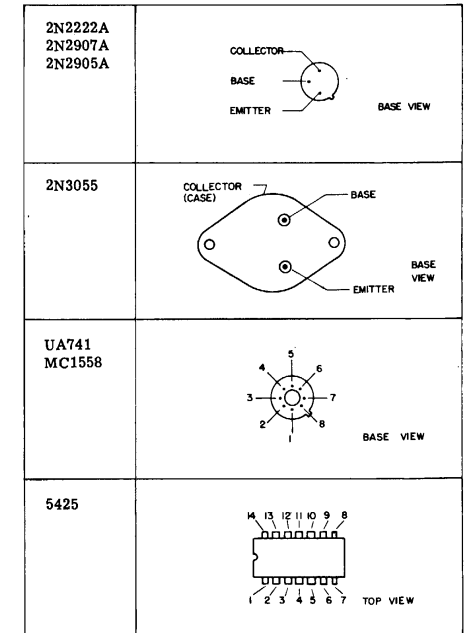 2N2222A
2N2907A
2N2905A
COLLECTOR
BASE
EMITTER
BASE VIEW
2N3055
COLLECTOR
(CASE)
BASE
EMITTER
BASE
VIEW
UA741
MC1558
5
4 6
3 7
2 8
1
BASE VIEW
5425
14 13 12 11 10 9 8
1 2 3 4 5 6 7 TOP VIEW